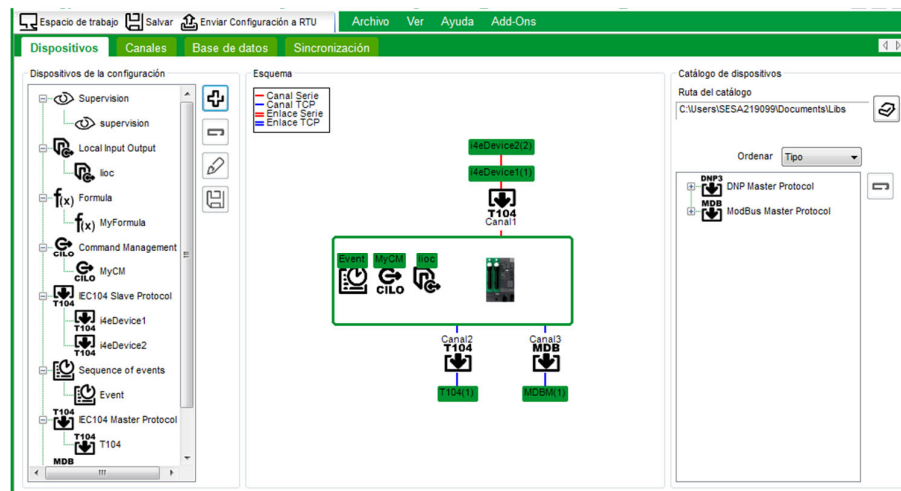 Espacio de trabajo Salvar Enviar Configuración a RTU Archivo Ver Ayuda Add-Ons
Dispositivos Canales Base de datos Sincronización
Dispositivos de la configuración
Supervision
supervision
Local Input Output
lioc
f(x) Formula
f(x) MyFormula
CILO Command Management
CILO MyCM
T104 IEC104 Slave Protocol
T104 i4eDevice1
T104 i4eDevice2
Sequence of events
Event
T104 IEC104 Master Protocol
T104 T104
MDB
Esquema
Canal Serie
Canal TCP
Enlace Serie
Enlace TCP
i4eDevice2(2)
i4eDevice1(1)
T104
Canal1
Event MyCM lioc
CILO
Canal2 Canal3
T104 MDB
T104(1) MDBM(1)
Catálogo de dispositivos
Ruta del catálogo
C:\Users\SESA219099\Documents\Libs
Ordenar Tipo
DNP3 DNP Master Protocol
MDB ModBus Master Protocol